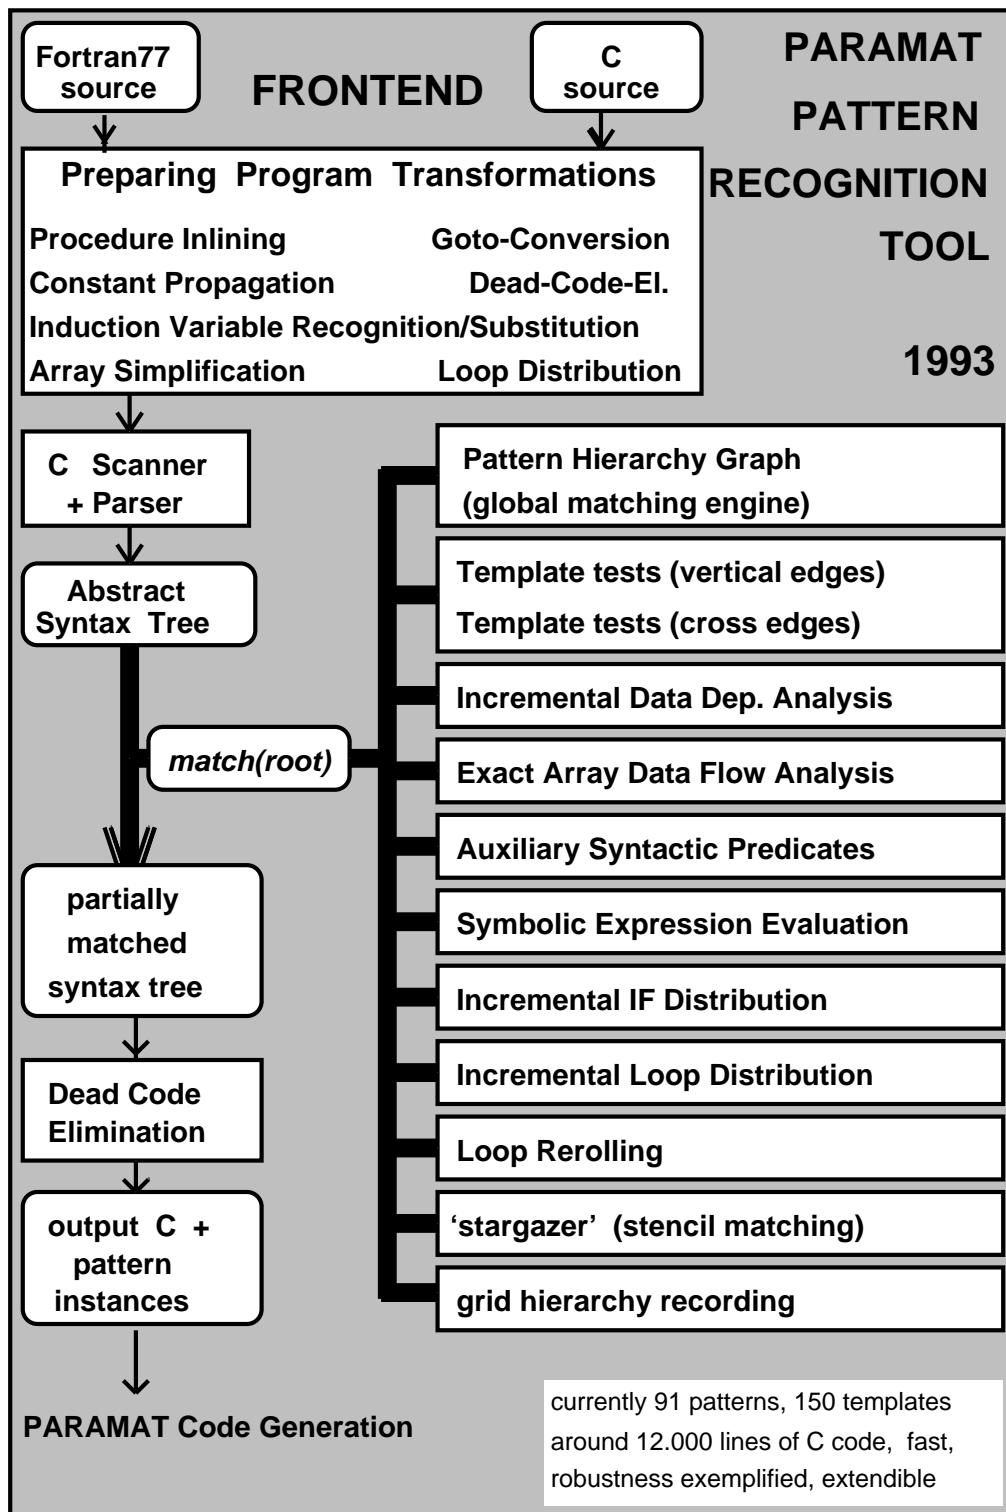 Fortran77
source
FRONTEND
C
source
PARAMAT
PATTERN
RECOGNITION
TOOL
1993
Preparing Program Transformations
Procedure Inlining Goto-Conversion
Constant Propagation Dead-Code-El.
Induction Variable Recognition/Substitution
Array Simplification Loop Distribution
C Scanner
+ Parser
Abstract
Syntax Tree
match(root)
partially
matched
syntax tree
Dead Code
Elimination
output C +
pattern
instances
PARAMAT Code Generation
Pattern Hierarchy Graph
(global matching engine)
Template tests (vertical edges)
Template tests (cross edges)
Incremental Data Dep. Analysis
Exact Array Data Flow Analysis
Auxiliary Syntactic Predicates
Symbolic Expression Evaluation
Incremental IF Distribution
Incremental Loop Distribution
Loop Rerolling
‘stargazer’ (stencil matching)
grid hierarchy recording
currently 91 patterns, 150 templates
around 12.000 lines of C code, fast,
robustness exemplified, extendible